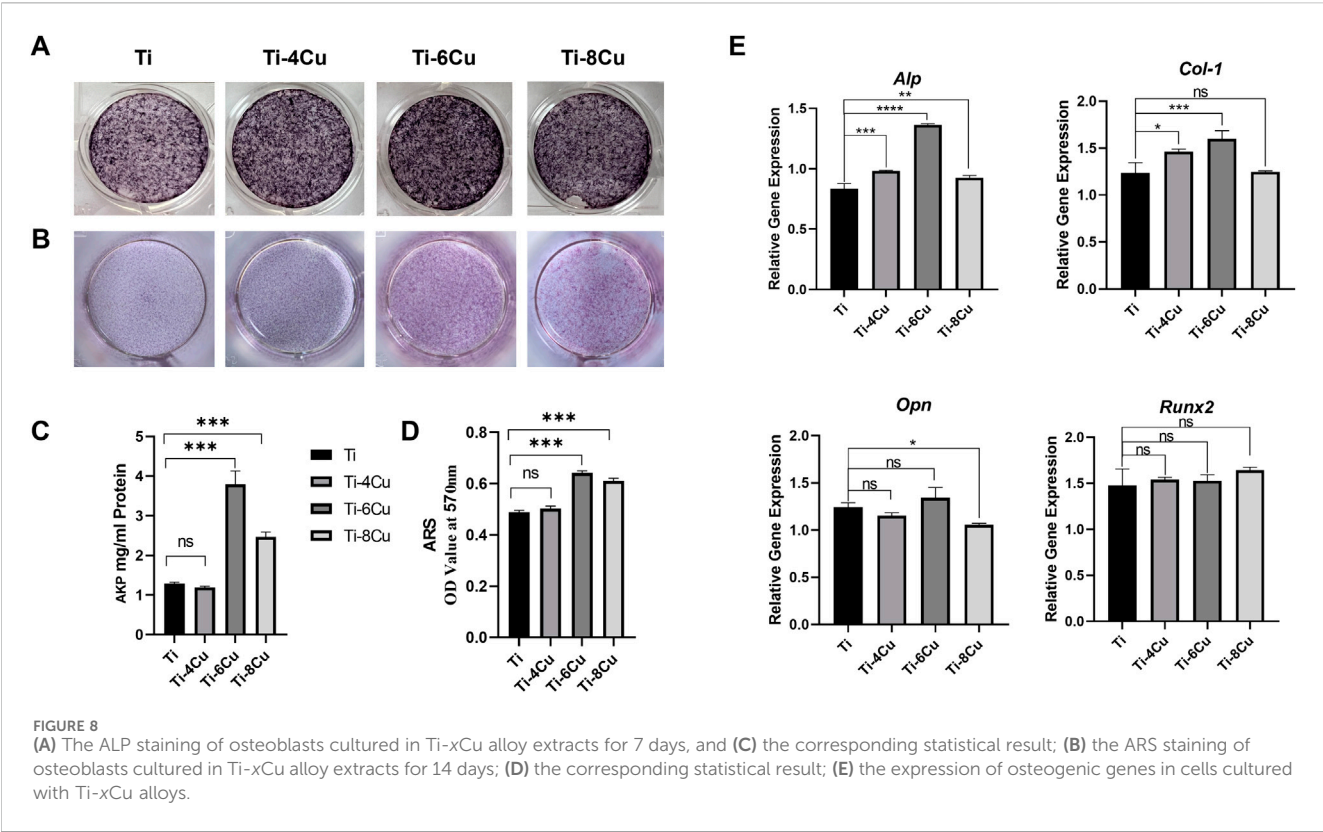 A
Ti
Ti-4Cu
Ti-6Cu
Ti-8Cu
B
C
AKP mg/ml Protein
5
4
3
2
1
0
ns
***
***
Ti
Ti-4Cu
Ti-6Cu
Ti-8Cu
Ti
Ti-4Cu
Ti-6Cu
Ti-8Cu
D
ARS
OD Value at 570nm
0.8
0.6
0.4
0.2
0.0
ns
***
***
Ti
Ti-4Cu
Ti-6Cu
Ti-8Cu
E
Alp
Relative Gene Expression
1.5
1.0
0.5
0.0
**
****
***
Ti
Ti-4Cu
Ti-6Cu
Ti-8Cu
Col-1
Relative Gene Expression
2.0
1.5
1.0
0.5
0.0
ns
***
*
Ti
Ti-4Cu
Ti-6Cu
Ti-8Cu
Opn
Relative Gene Expression
2.0
1.5
1.0
0.5
0.0
*
ns
ns
Ti
Ti-4Cu
Ti-6Cu
Ti-8Cu
Runx2
Relative Gene Expression
2.0
1.5
1.0
0.5
0.0
ns
ns
ns
Ti
Ti-4Cu
Ti-6Cu
Ti-8Cu
FIGURE 8
(A) The ALP staining of osteoblasts cultured in Ti-xCu alloy extracts for 7 days, and (C) the corresponding statistical result; (B) the ARS staining of
osteoblasts cultured in Ti-xCu alloy extracts for 14 days; (D) the corresponding statistical result; (E) the expression of osteogenic genes in cells cultured
with Ti-xCu alloys.